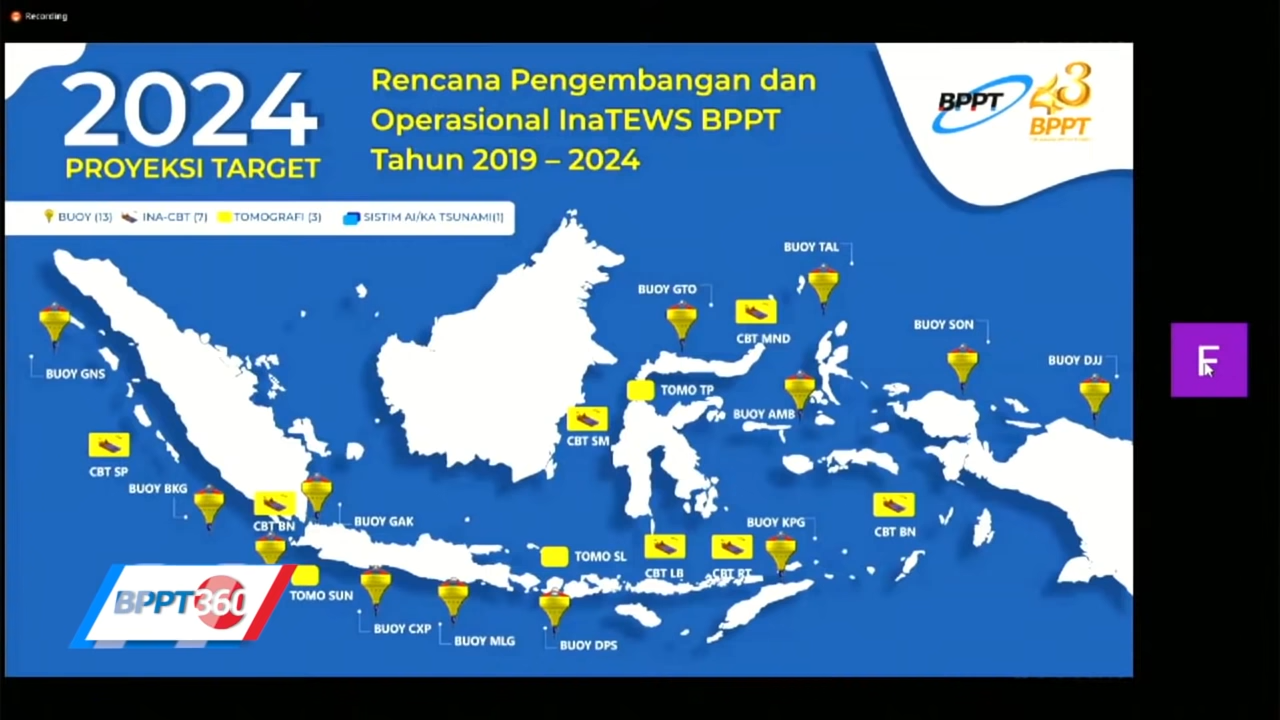 Recording
2024
PROYEKSI TARGET
Rencana Pengembangan dan
Operasional InaTEWS BPPT
Tahun 2019 – 2024
BPPT
43
BPPT
BUOY (13)
INA-CBT (7)
TOMOGRAFI (3)
SISTIM AI/KA TSUNAMI(1)
BUOY TAL
BUOY GTO
CBT MND
BUOY SON
BUOY DJJ
BUOY GNS
TOMO TP
BUOY AMB
CBT SM
CBT SP
BUOY BKG
CBT BN
BUOY GAK
BUOY KPG
CBT BN
TOMO SL
CBT LB
CBT RT
TOMO SUN
BUOY CXP
BUOY MLG
BUOY DPS
BPPT360
F